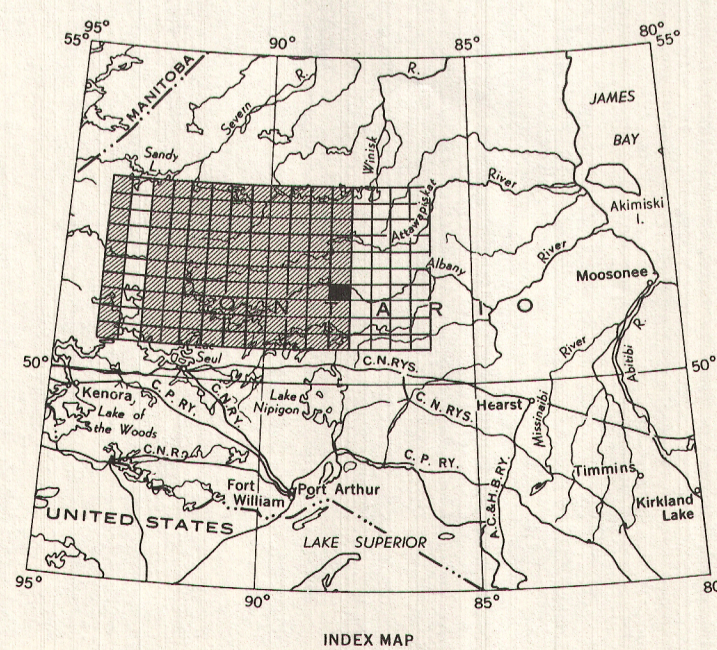 95°
90°
85°
80°
55°
55°
MANITOBA
Severn
R.
R.
JAMES
BAY
Winisk
Sandy
L.
Attawapiskat
River
Akimiski
I.
River
Albany
Moosonee
O N
A R I O
Seul
C.N.RYS.
River
Abitibi
R.
50°
50°
Kenora
C.P. RY.
C.N.RY.
Lake
Nipigon
C. N. RYS.
Hearst
Missinaibi
Lake of
the Woods
C.N.R.
C. P. RY.
Timmins
Fort
William
Port Arthur
A.C.&H.B.RY.
Kirkland
Lake
UNITED STATES
LAKE SUPERIOR
95°
90°
85°
80
INDEX MAP